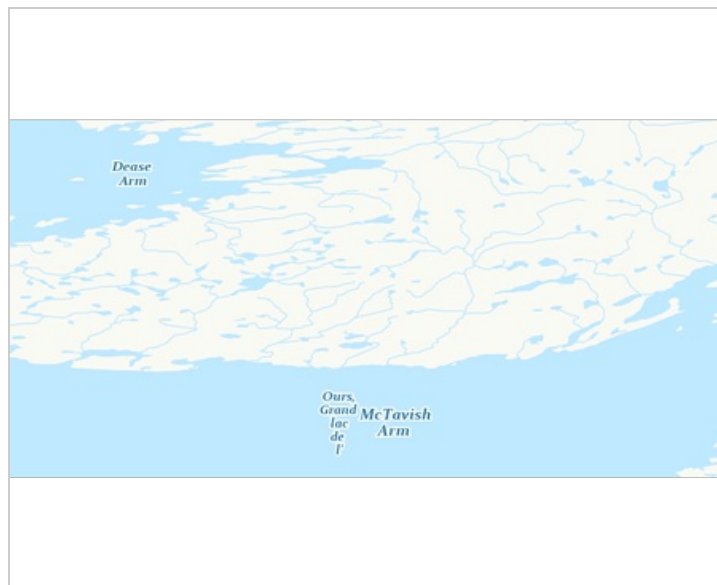 Dease
Arm
Ours,
Grand
lac
de
l'
McTavish
Arm